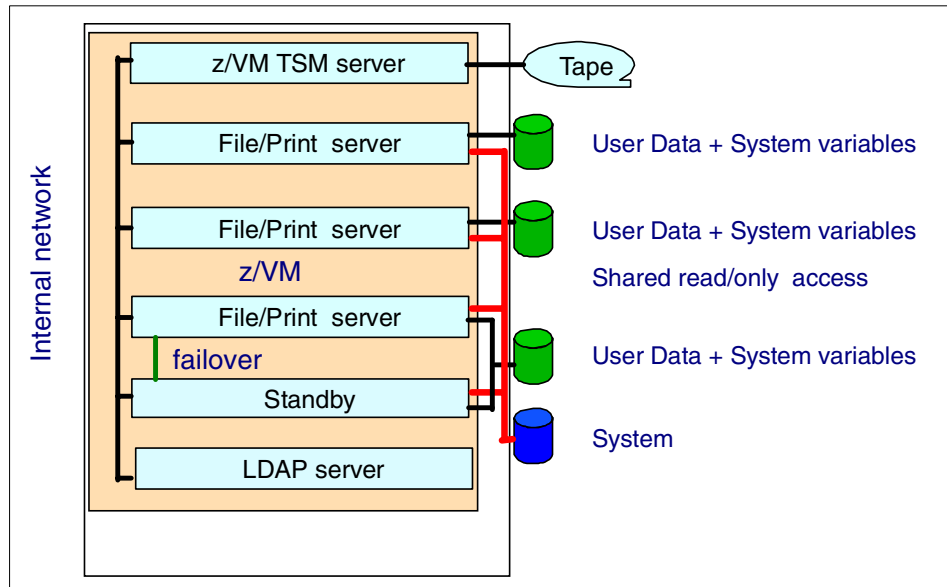 z/VM TSM server
Tape
File/Print server
User Data + System variables
File/Print server
User Data + System variables
z/VM
Shared read/only access
File/Print server
failover
User Data + System variables
Standby
System
LDAP server
Internal network